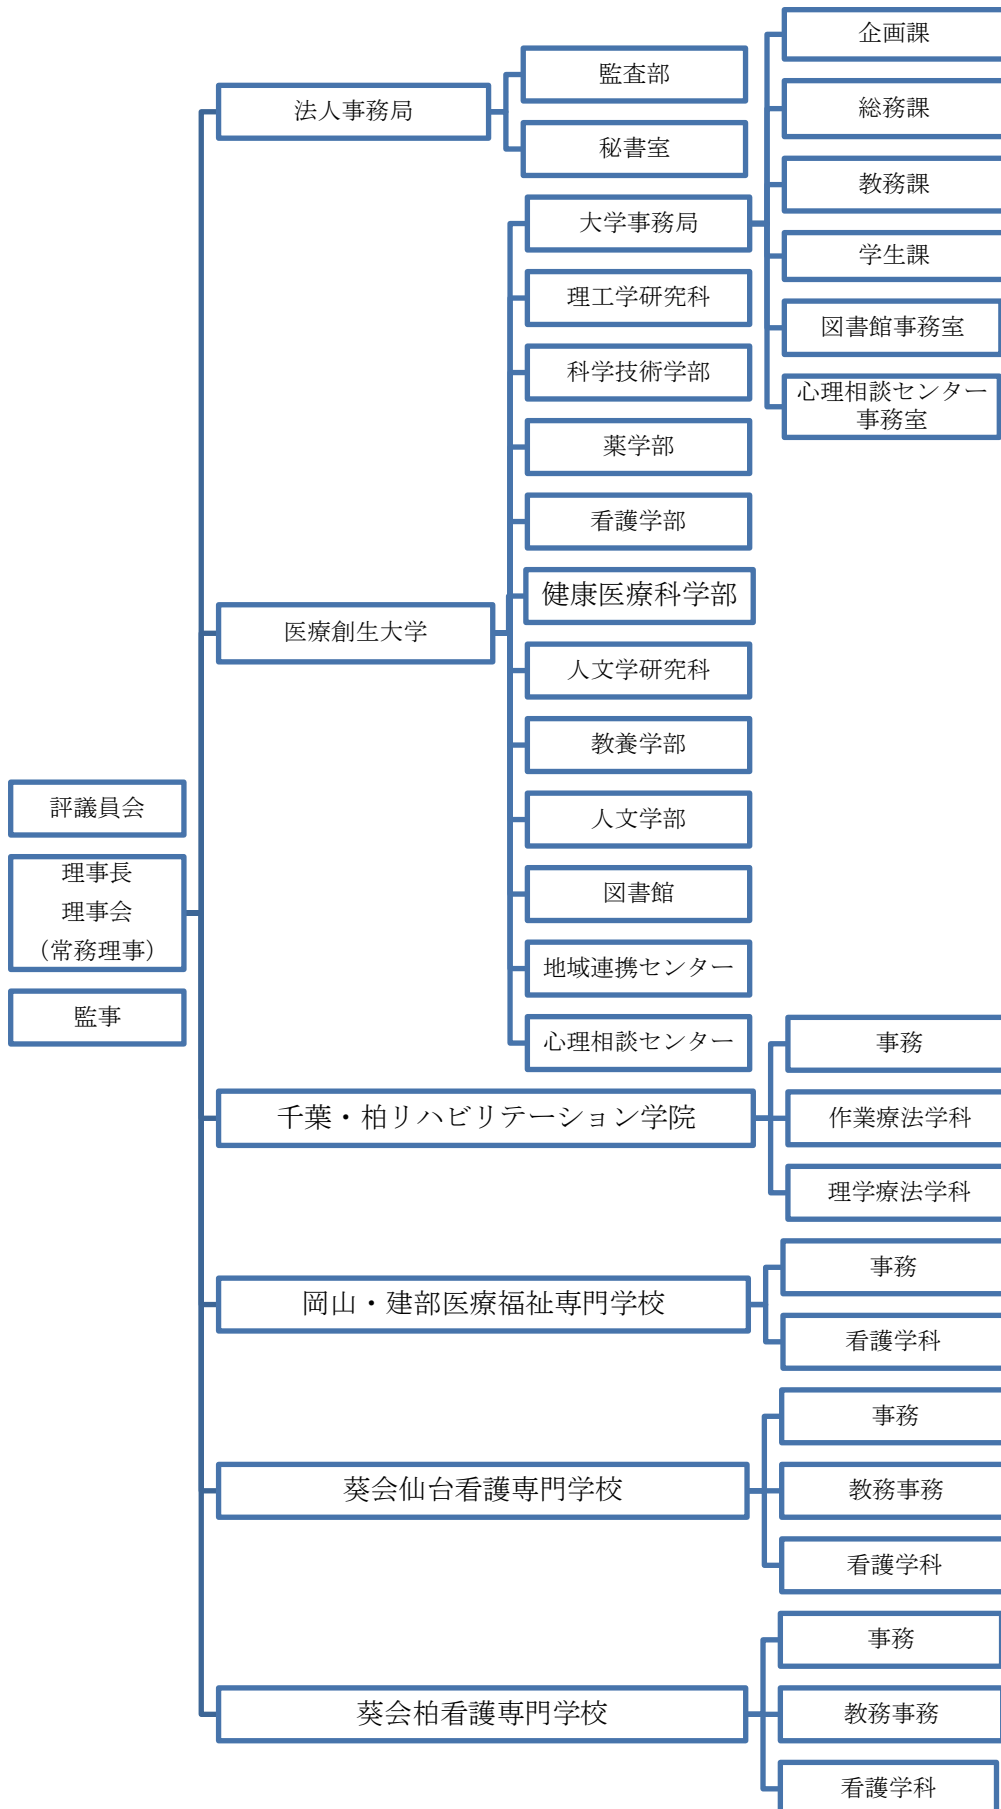 評議員会
理事長
理事会
（常務理事）
監事
法人事務局
監査部
秘書室
医療創生大学
大学事務局
企画課
総務課
教務課
学生課
図書館事務室
心理相談センター
事務室
理工学研究科
科学技術学部
薬学部
看護学部
健康医療科学部
人文学研究科
教養学部
人文学部
図書館
地域連携センター
心理相談センター
千葉・柏リハビリテーション学院
事務
作業療法学科
理学療法学科
岡山・建部医療福祉専門学校
事務
看護学科
葵会仙台看護専門学校
事務
教務事務
看護学科
葵会柏看護専門学校
事務
教務事務
看護学科